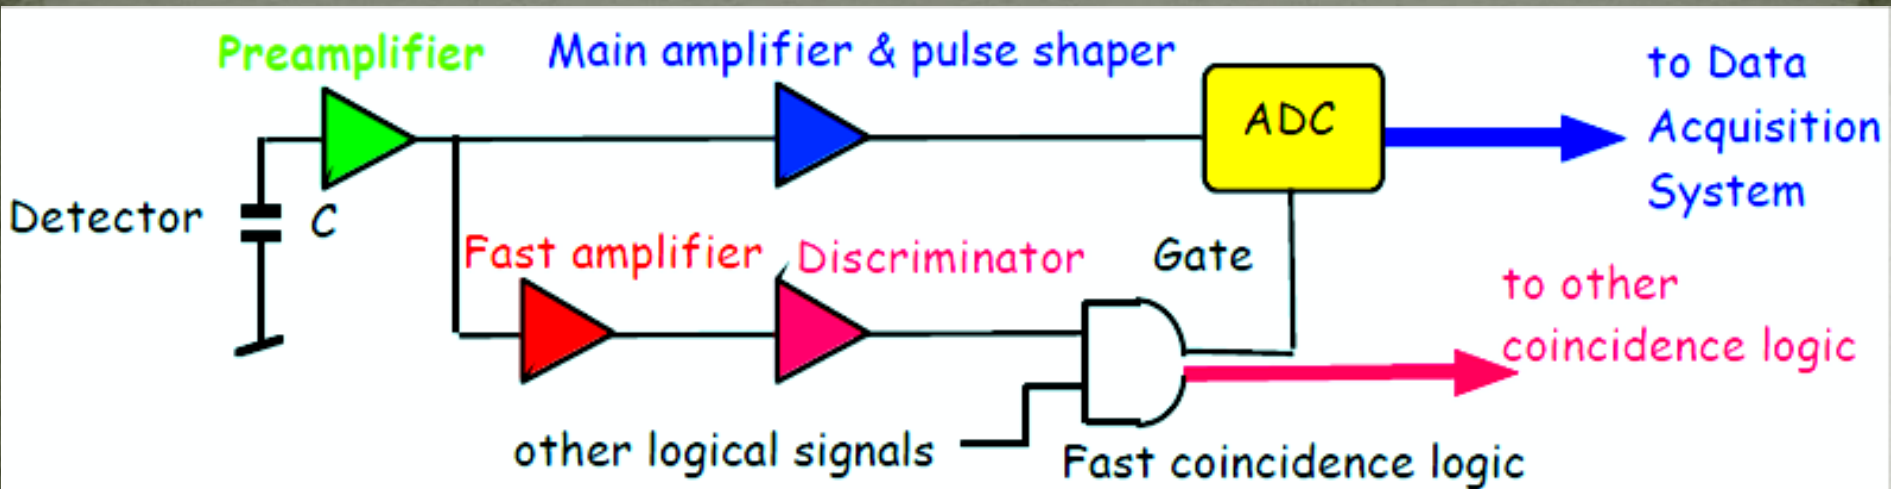 Preamplifier
Main amplifier & pulse shaper
ADC
to Data
Acquisition
System
Detector
C
Fast amplifier
Discriminator
Gate
to other
coincidence logic
other logical signals
Fast coincidence logic